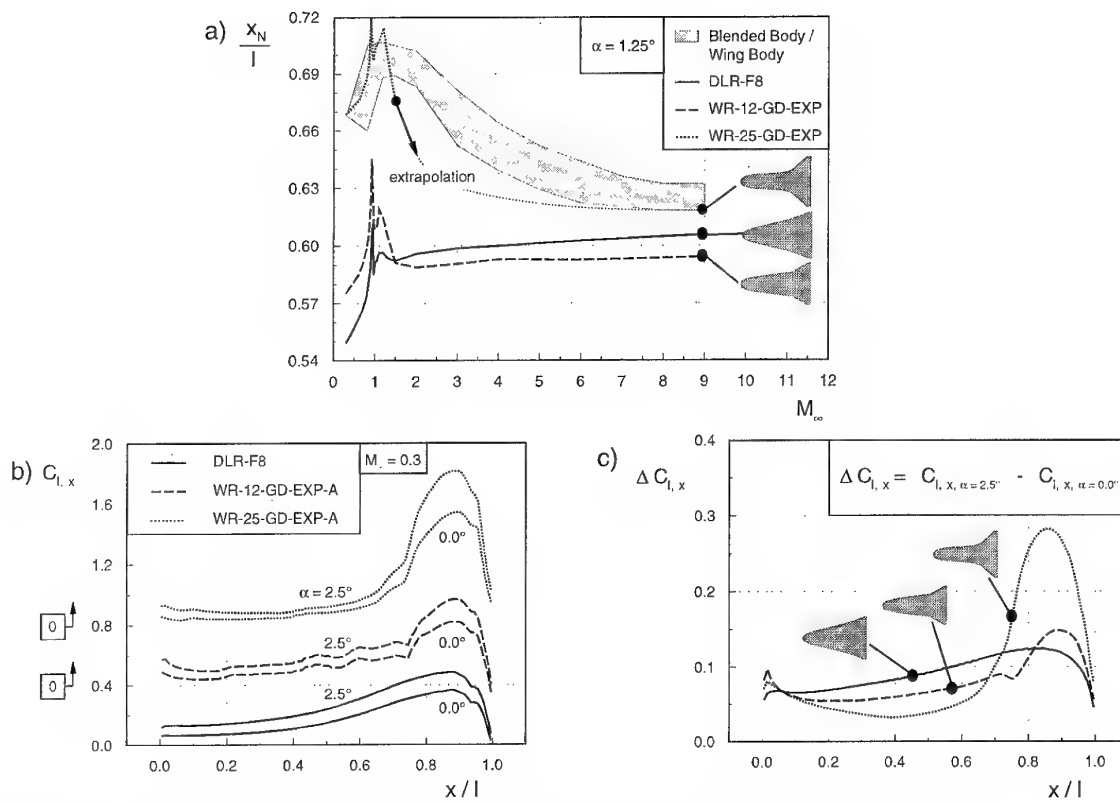 a) x_N / l
0.72
0.69
0.66
0.63
0.60
0.57
0.54
α = 1.25°
Blended Body /
Wing Body
DLR-F8
WR-12-GD-EXP
WR-25-GD-EXP
extrapolation
0 1 2 3 4 5 6 7 8 9 10 11 12
M∞
b) C_l, x
2.0
1.6
1.2
0.8
0.4
0.0
DLR-F8
WR-12-GD-EXP-A
WR-25-GD-EXP-A
M∞ = 0.3
0.0°
α = 2.5°
2.5°
0.0°
2.5°
0.0°
0
0
0.0 0.2 0.4 0.6 0.8 1.0
x / l
c) Δ C_l, x
0.4
0.3
0.2
0.1
0.0
Δ C_l, x = C_l, x, α = 2.5° - C_l, x, α = 0.0°
0.0 0.2 0.4 0.6 0.8 1.0
x / l